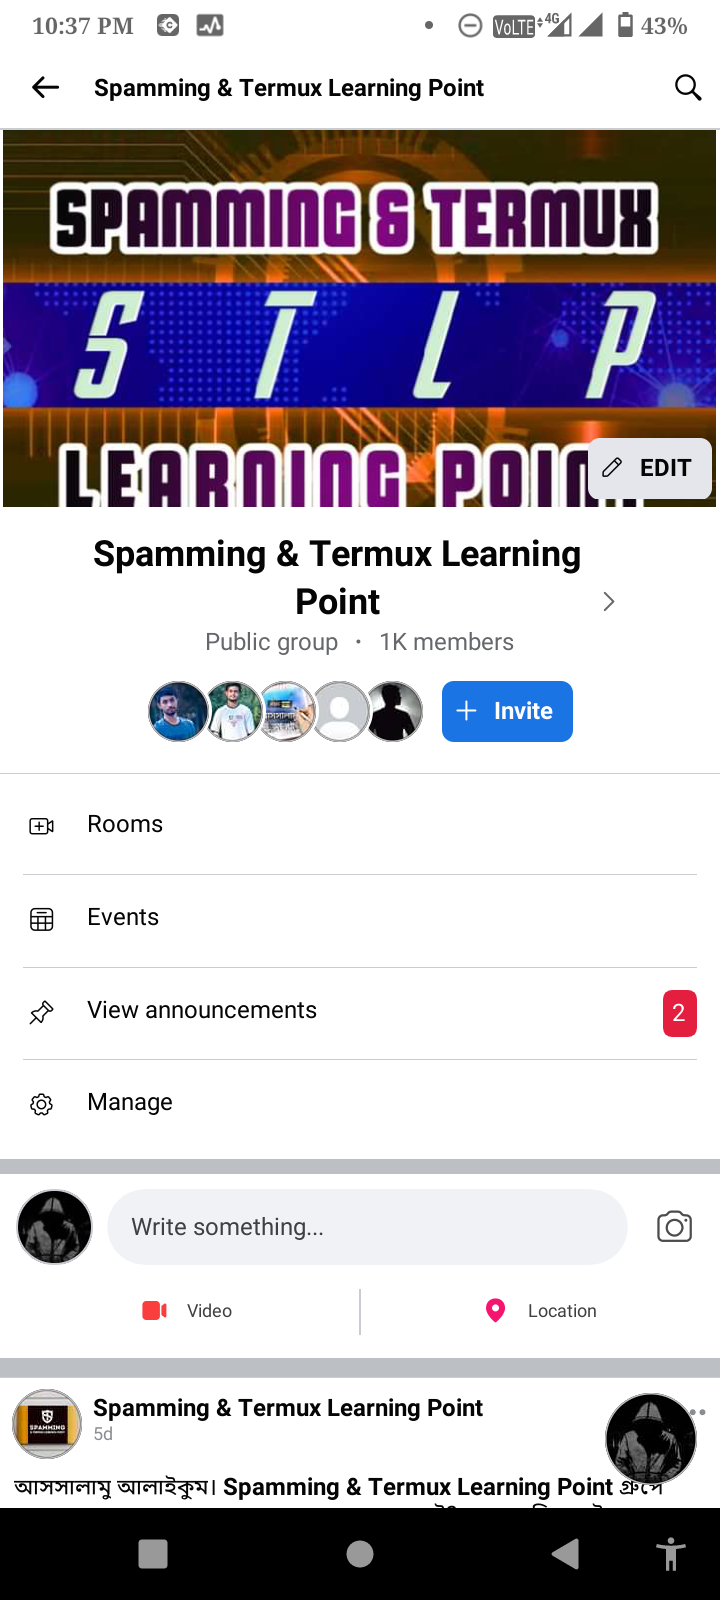 10:37 PM
VoLTE 4G 43%
Spamming & Termux Learning Point
SPAMMING & TERMUX
S T L P
LEARNING
EDIT
Spamming & Termux Learning
Point
Public group · 1K members
+ Invite
Rooms
Events
View announcements
2
Manage
Write something...
Video
Location
SPAMMING
Spamming & Termux Learning Point
5d
আসসালামু আলাইকুম। Spamming & Termux Learning Point গ্রুপে